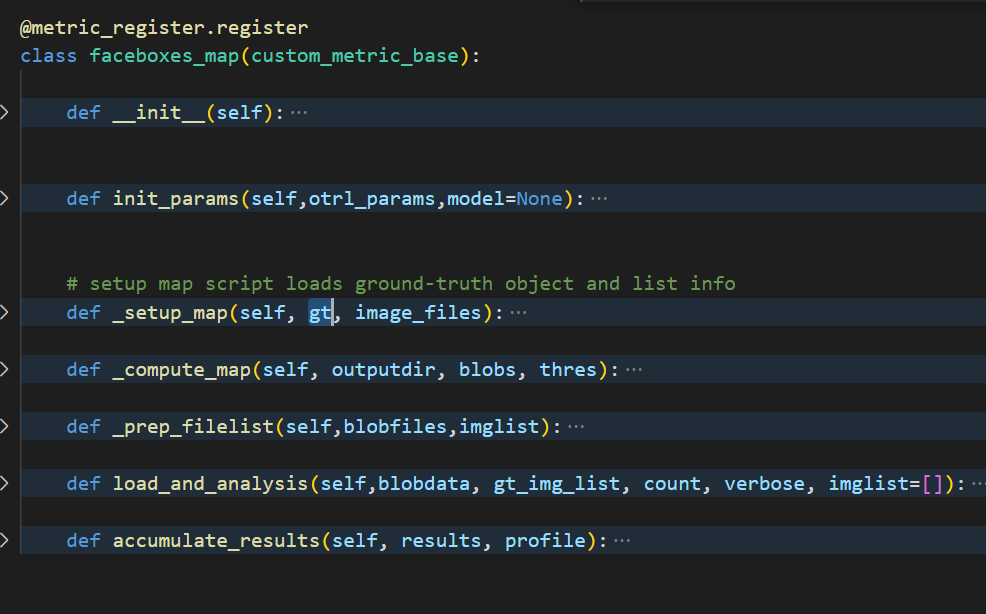 @metric_register.register
class faceboxes_map(custom_metric_base):
def __init__(self):···
def init_params(self,otrl_params,model=None):···
# setup map script loads ground-truth object and list info
def _setup_map(self, gt, image_files):···
def _compute_map(self, outputdir, blobs, thres):···
def _prep_filelist(self,blobfiles,imglist):···
def load_and_analysis(self,blobdata, gt_img_list, count, verbose, imglist=[]):···
def accumulate_results(self, results, profile):···